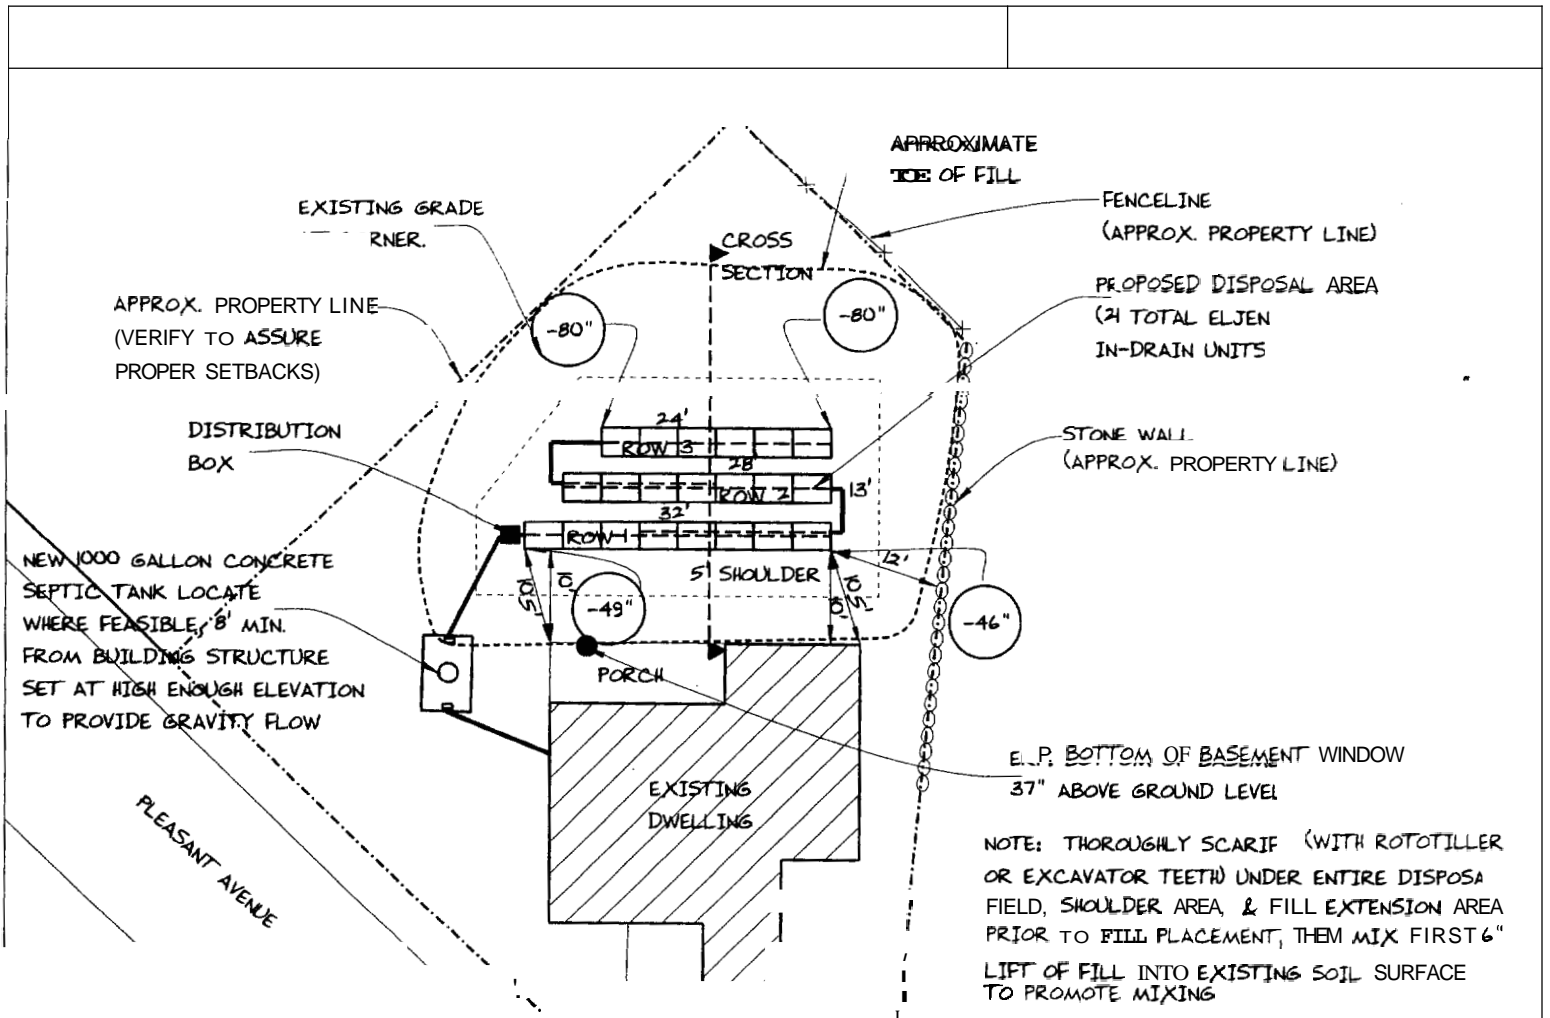 APPROXIMATE
OF FILL
EXISTING GRADE
RNER.
FENCELINE
(APPROX. PROPERTY LINE)
CROSS
SECTION
PROPOSED DISPOSAL AREA
(21 TOTAL ELJEN
IN-DRAIN UNITS
APPROX. PROPERTY LINE
(VERIFY TO ASSURE
PROPER SETBACKS)
-80"
-80"
DISTRIBUTION
BOX
24'
ROW 3
28'
ROW 2
13'
32'
ROW 1
STONE WALL
(APPROX. PROPERTY LINE)
NEW 1000 GALLON CONCRETE
SEPTIC TANK LOCATE
WHERE FEASIBLE, 8' MIN.
FROM BUILDING STRUCTURE
SET AT HIGH ENOUGH ELEVATION
TO PROVIDE GRAVITY FLOW
10.5'
10'
-49"
5' SHOULDER
10'
10.5'
12'
-46"
PORCH
EXISTING
DWELLING
PLEASANT AVENUE
E. P. BOTTOM OF BASEMENT WINDOW
37" ABOVE GROUND LEVEL
NOTE: THOROUGHLY SCARIF (WITH ROTOTILLER
OR EXCAVATOR TEETH) UNDER ENTIRE DISPOSA
FIELD, SHOULDER AREA, & FILL EXTENSION AREA
PRIOR TO FILL PLACEMENT, THEM MIX FIRST 6"
LIFT OF FILL INTO EXISTING SOIL SURFACE
TO PROMOTE MIXING